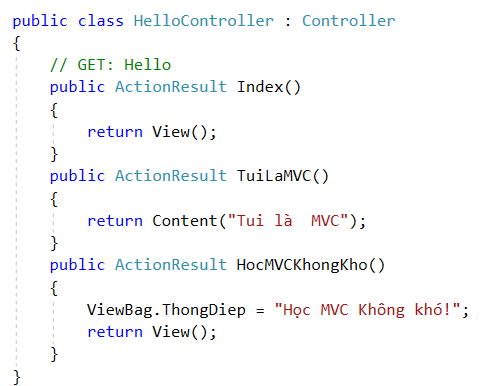 public class HelloController : Controller
{
// GET: Hello
public ActionResult Index()
{
return View();
}
public ActionResult TuiLaMVC()
{
return Content("Tui là  MVC");
}
public ActionResult HocMVCKhongKho()
{
ViewBag.ThongDiep = "Học MVC Không khó!";
return View();
}
}